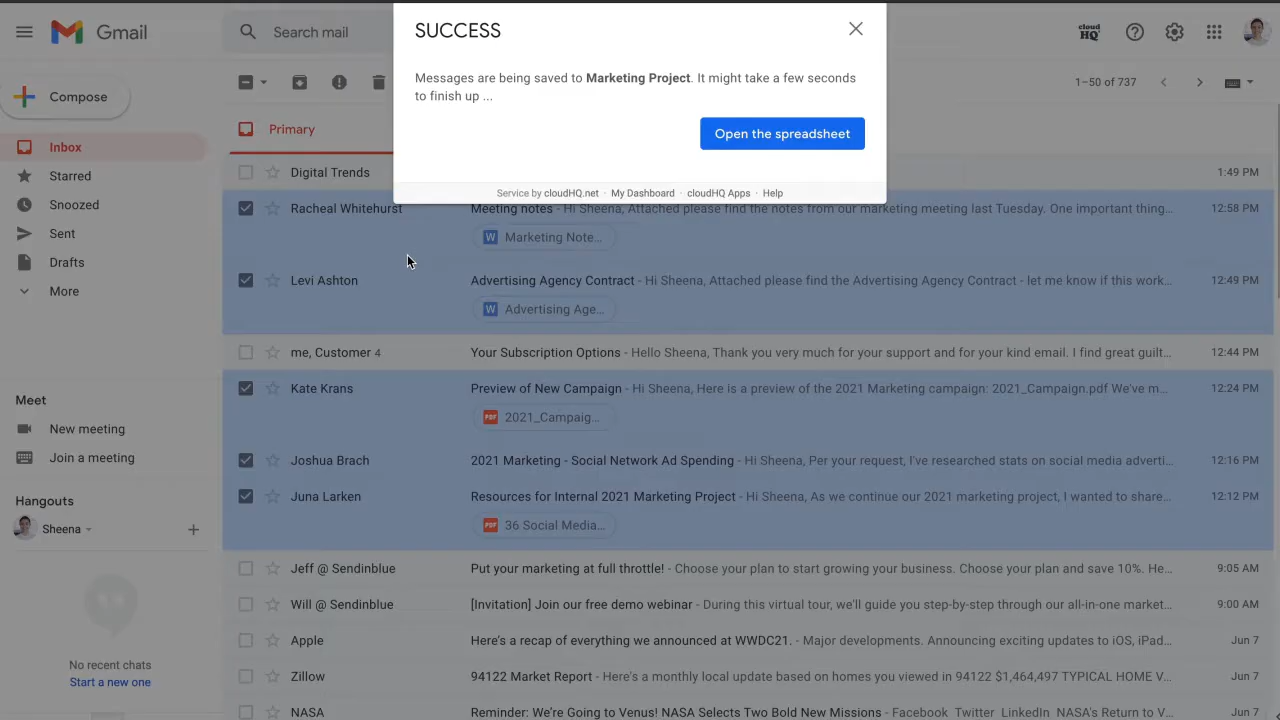 Gmail
Search mail
SUCCESS
Messages are being saved to Marketing Project. It might take a few seconds
to finish up ...
Open the spreadsheet
Service by cloudHQ.net · My Dashboard · cloudHQ Apps · Help
cloud
HQ
Compose
1–50 of 737
Inbox
Starred
Snoozed
Sent
Drafts
More
Meet
New meeting
Join a meeting
Hangouts
Sheena
No recent chats
Start a new one
Primary
Digital Trends 1:49 PM
Racheal Whitehurst Meeting notes - Hi Sheena, Attached please find the notes from our marketing meeting last Tuesday. One important thing... 12:58 PM
W Marketing Note...
Levi Ashton Advertising Agency Contract - Hi Sheena, Attached please find the Advertising Agency Contract - let me know if this work... 12:49 PM
W Advertising Age...
me, Customer 4 Your Subscription Options - Hello Sheena, Thank you very much for your support and for your kind email. I find great guilt... 12:44 PM
Kate Krans Preview of New Campaign - Hi Sheena, Here is a preview of the 2021 Marketing campaign: 2021_Campaign.pdf We've m... 12:24 PM
PDF 2021_Campaig...
Joshua Brach 2021 Marketing - Social Network Ad Spending - Hi Sheena, Per your request, I've researched stats on social media adverti... 12:16 PM
Juna Larken Resources for Internal 2021 Marketing Project - Hi Sheena, As we continue our 2021 marketing project, I wanted to share... 12:12 PM
PDF 36 Social Media...
Jeff @ Sendinblue Put your marketing at full throttle! - Choose your plan to start growing your business. Choose your plan and save 10%. He... 9:05 AM
Will @ Sendinblue [Invitation] Join our free demo webinar - During this virtual tour, we'll guide you step-by-step through our all-in-one market... 9:00 AM
Apple Here's a recap of everything we announced at WWDC21. - Major developments. Announcing exciting updates to iOS, iPad... Jun 7
Zillow 94122 Market Report - Here's a monthly local update based on homes you viewed in 94122 $1,464,497 TYPICAL HOME V... Jun 7
NASA Reminder: We're Going to Venus! NASA Selects Two Bold New Missions - Facebook Twitter LinkedIn NASA's Return to V... Jun 7